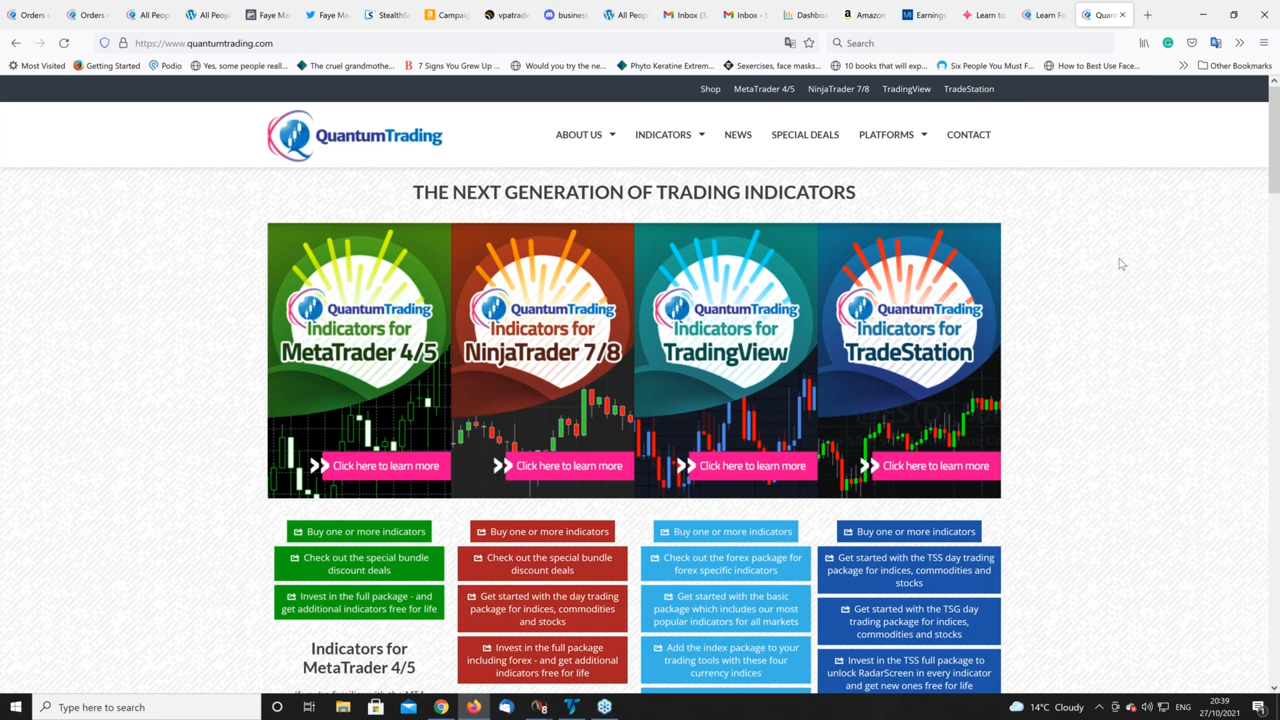 Orders
Orders
All Peop
All Peop
Faye Ma
Faye Ma
StealthS
Campaig
vpatrade
business
All Peop
Inbox (3,
Inbox – b
Dashbo
Amazon
Earnings
Learn to
Learn Fo
Quant
https://www.quantumtrading.com
Search
Most Visited
Getting Started
Podio
Yes, some people reall...
The cruel grandmothe...
7 Signs You Grew Up ...
Would you try the ne...
Phyto Keratine Extrem...
Sexercises, face masks...
10 books that will exp...
Six People You Must F...
How to Best Use Face...
Other Bookmarks
Shop
MetaTrader 4/5
NinjaTrader 7/8
TradingView
TradeStation
QuantumTrading
ABOUT US
INDICATORS
NEWS
SPECIAL DEALS
PLATFORMS
CONTACT
THE NEXT GENERATION OF TRADING INDICATORS
QuantumTrading
Indicators for
MetaTrader 4/5
Click here to learn more
QuantumTrading
Indicators for
NinjaTrader 7/8
Click here to learn more
QuantumTrading
Indicators for
TradingView
Click here to learn more
QuantumTrading
Indicators for
TradeStation
Click here to learn more
Buy one or more indicators
Check out the special bundle
discount deals
Invest in the full package - and
get additional indicators free for life
Indicators for
MetaTrader 4/5
Buy one or more indicators
Check out the special bundle
discount deals
Get started with the day trading
package for indices, commodities
and stocks
Invest in the full package
including forex - and get additional
indicators free for life
Buy one or more indicators
Check out the forex package for
forex specific indicators
Get started with the basic
package which includes our most
popular indicators for all markets
Add the index package to your
trading tools with these four
currency indices
Buy one or more indicators
Get started with the TSS day trading
package for indices, commodities and
stocks
Get started with the TSG day
trading package for indices,
commodities and stocks
Invest in the TSS full package to
unlock RadarScreen in every indicator
and get new ones free for life
Type here to search
14°C Cloudy
ENG
20:39
27/10/2021